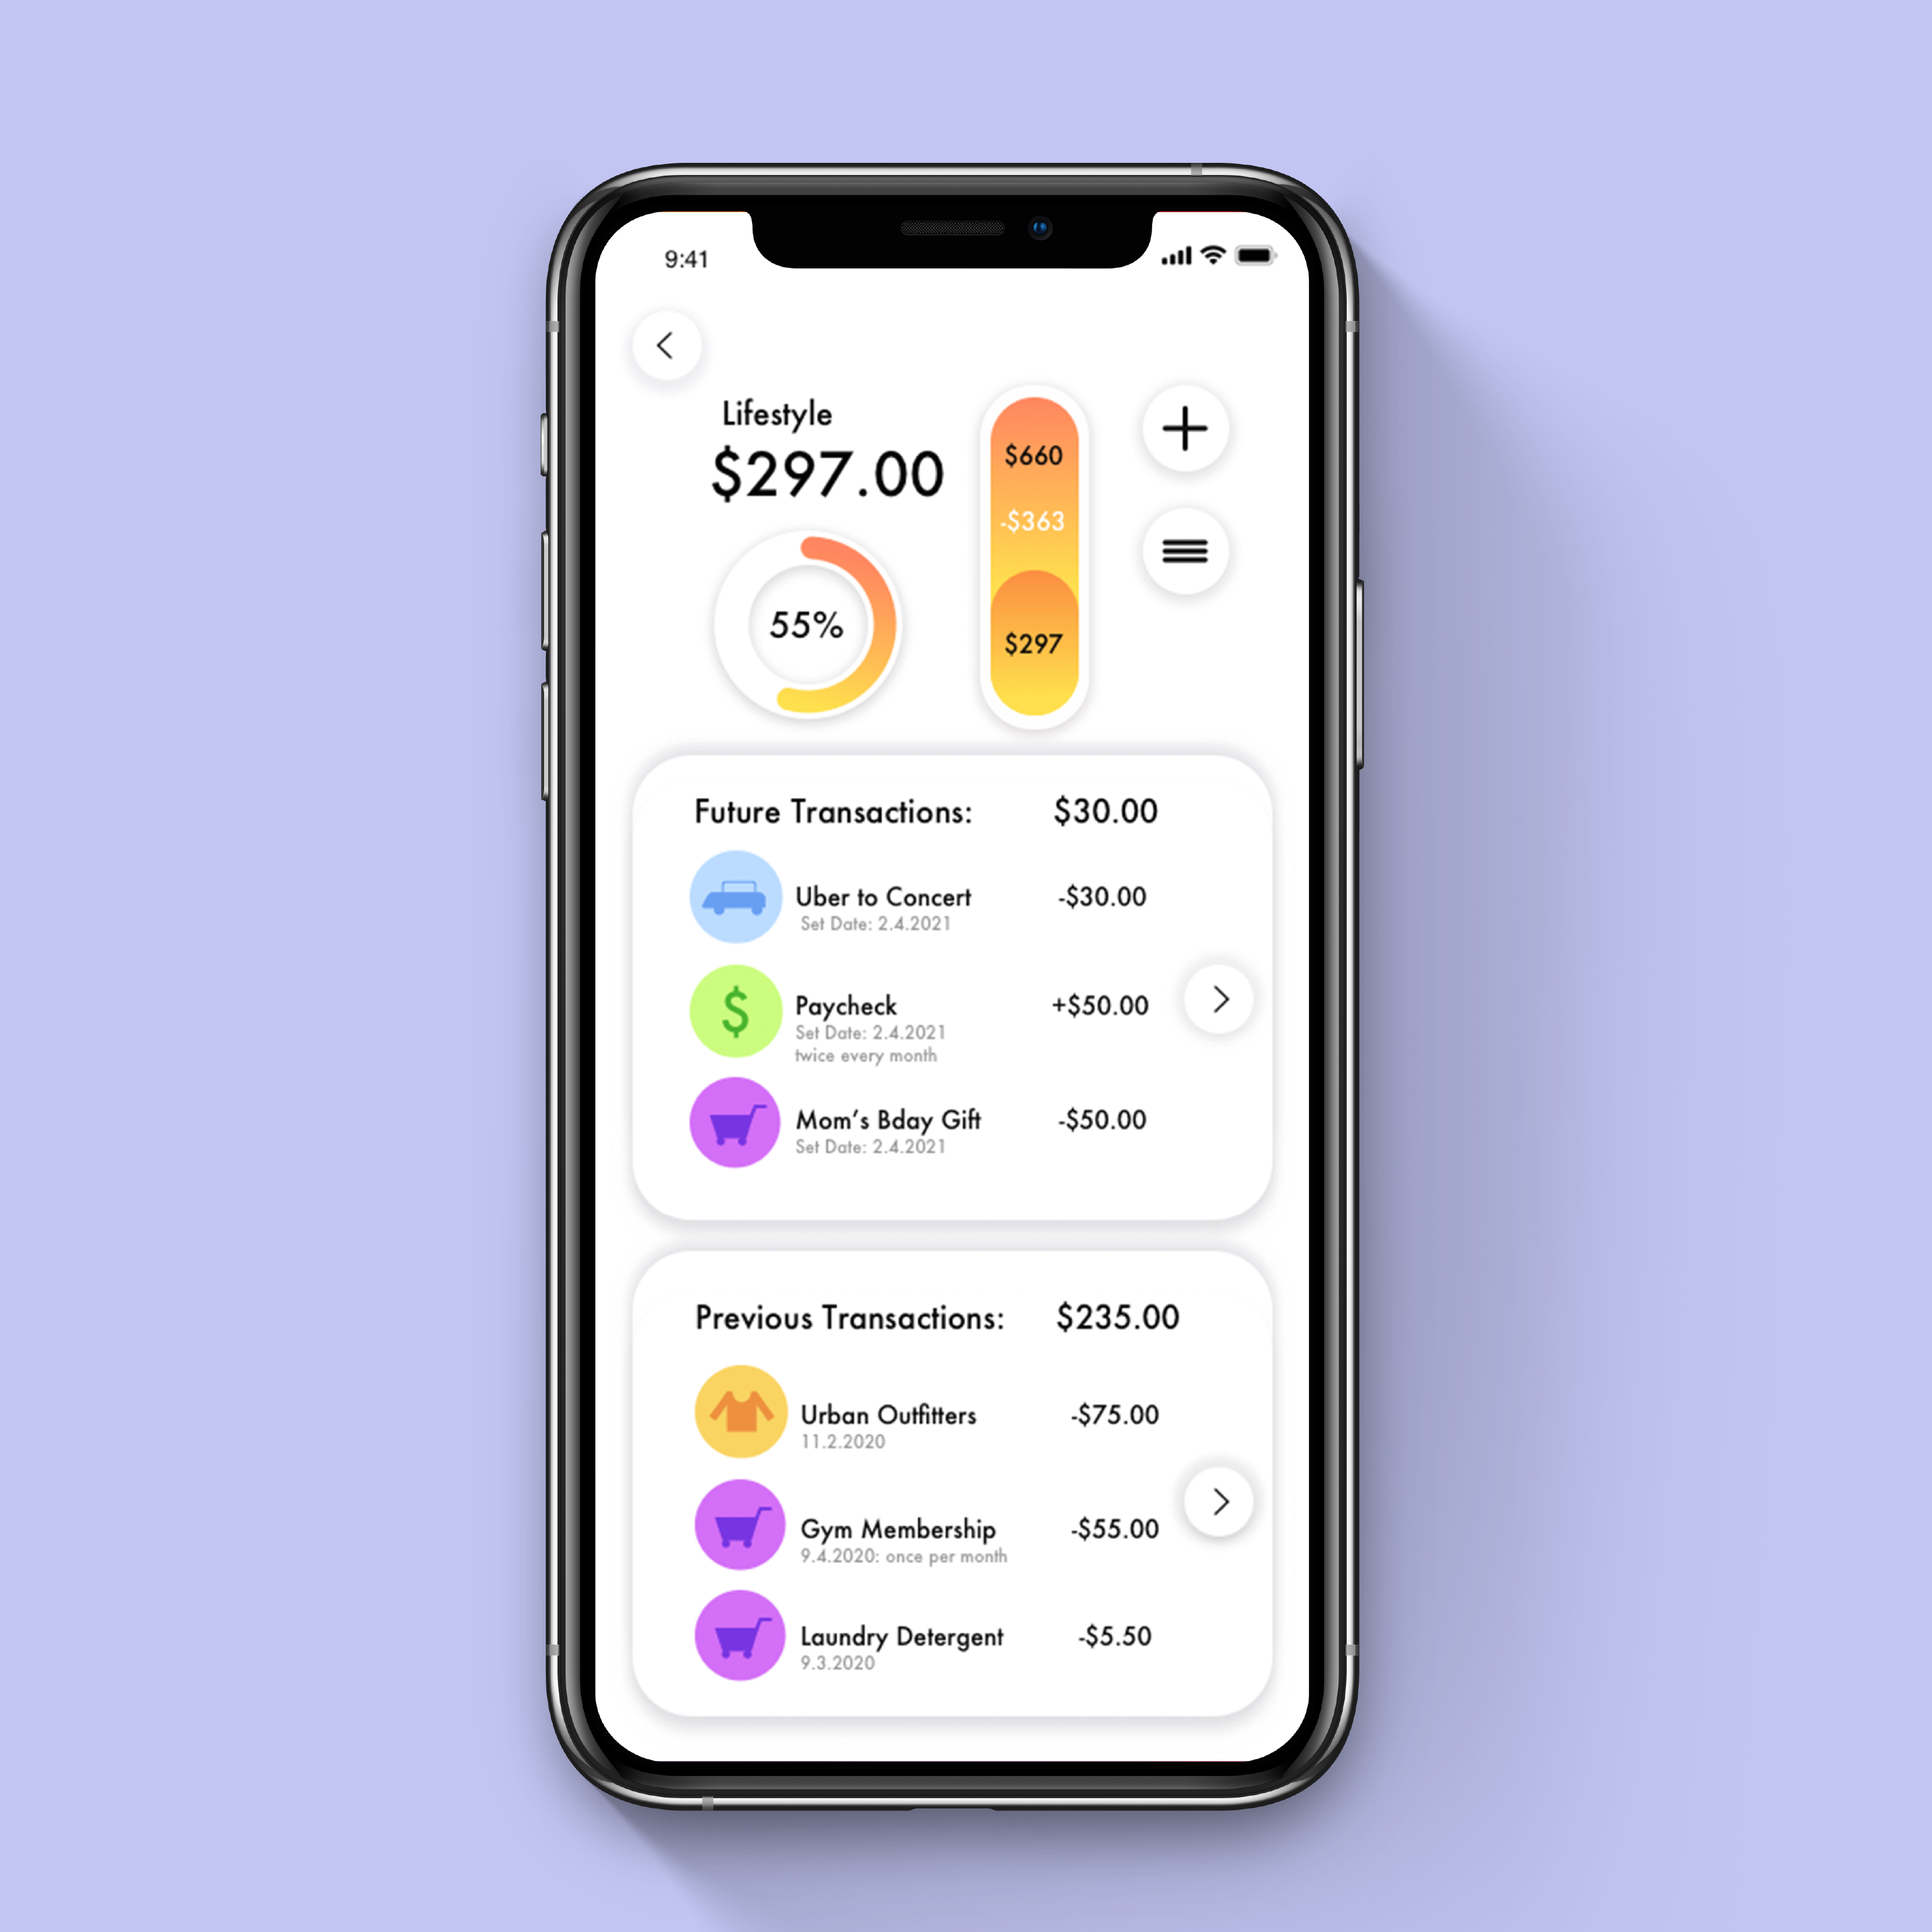 9:41
Lifestyle
$297.00
55%
$660
-$363
$297
Future Transactions: $30.00
Uber to Concert -$30.00
Set Date: 2.4.2021
$
Paycheck +$50.00
Set Date: 2.4.2021
twice every month
Mom’s Bday Gift -$50.00
Set Date: 2.4.2021
Previous Transactions: $235.00
Urban Outfitters -$75.00
11.2.2020
Gym Membership -$55.00
9.4.2020: once per month
Laundry Detergent -$5.50
9.3.2020